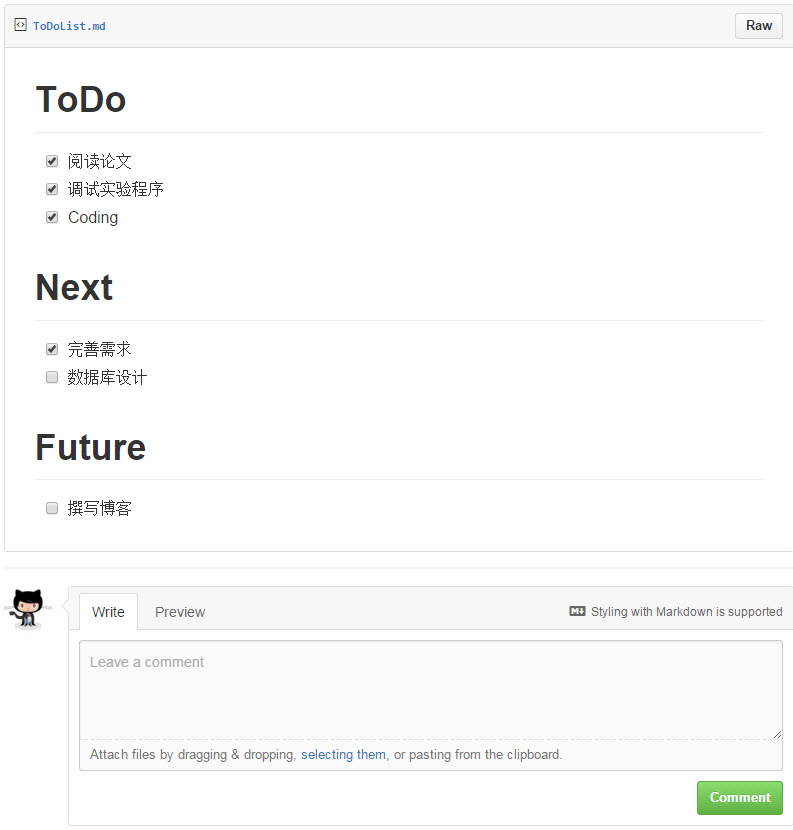 ToDoList.md
Raw
ToDo
阅读论文
调试实验程序
Coding
Next
完善需求
数据库设计
Future
撰写博客
Write
Preview
Styling with Markdown is supported
Leave a comment
Attach files by dragging & dropping, selecting them, or pasting from the clipboard.
Comment